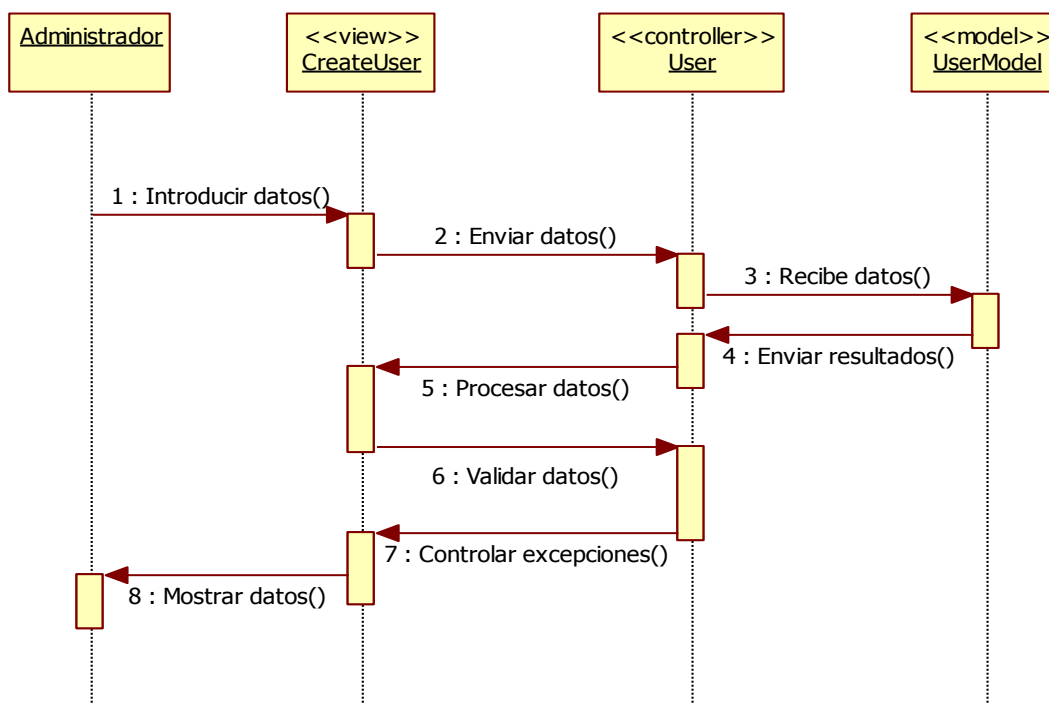 Administrador
<<view>>
CreateUser
<<controller>>
User
<<model>>
UserModel
1 : Introducir datos()
2 : Enviar datos()
3 : Recibe datos()
4 : Enviar resultados()
5 : Procesar datos()
6 : Validar datos()
7 : Controlar excepciones()
8 : Mostrar datos()